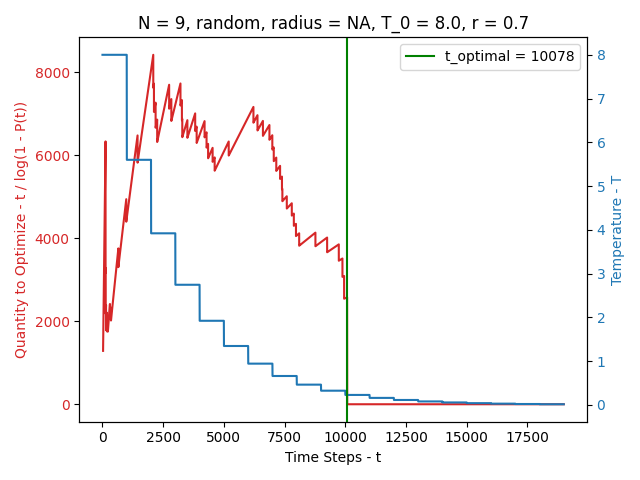 N = 9, random, radius = NA, T_0 = 8.0, r = 0.7
t_optimal = 10078
Quantity to Optimize - t / log(1 - P(t))
8000
6000
4000
2000
0
8
7
6
5
4
3
2
1
0
Temperature - T
0 2500 5000 7500 10000 12500 15000 17500
Time Steps - t